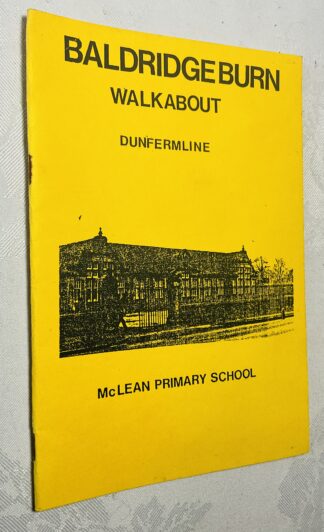 BALDRIDGEBURN
WALKABOUT
DUNFERMLINE
McLEAN PRIMARY SCHOOL